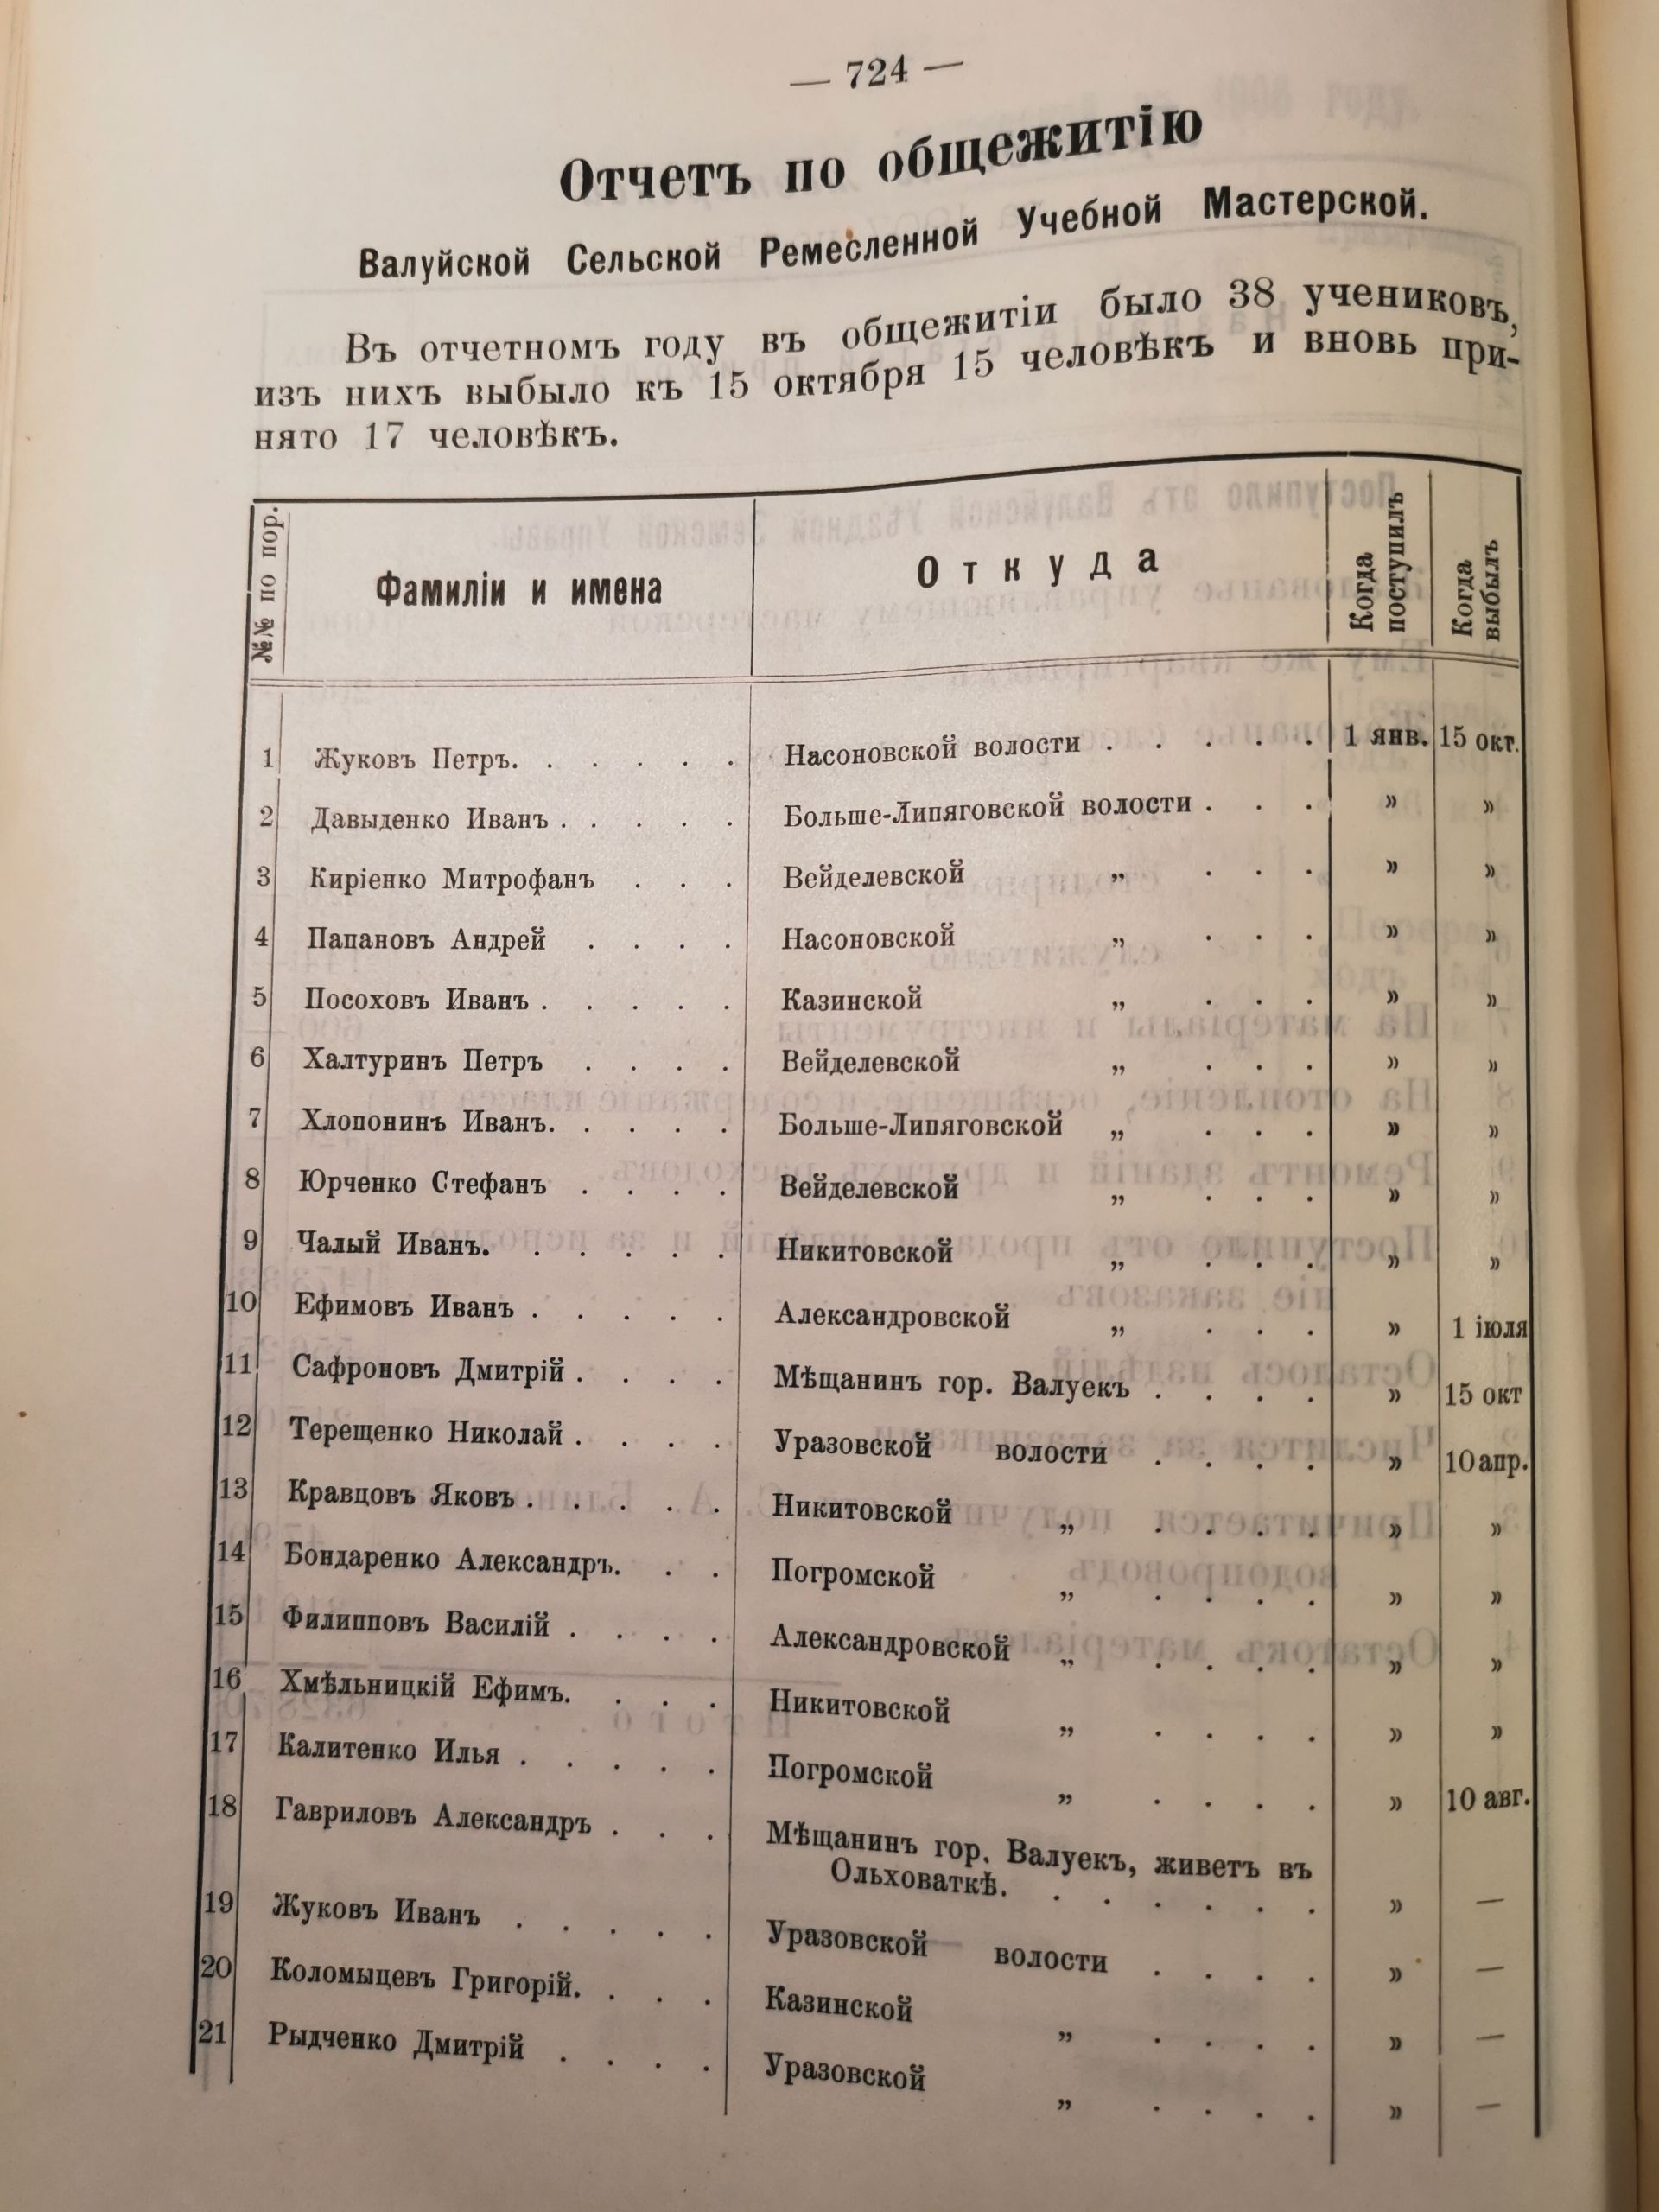 — 724 —
Отчетъ по общежитію
Валуйской Сельской Ремесленной Учебной Мастерской.
Въ отчетномъ году въ общежитіи было 38 учениковъ,
изъ нихъ выбыло къ 15 октября 15 человѣкъ и вновь при-
нято 17 человѣкъ.
№№ по пор. Фамиліи и имена Откуда Когда поступилъ Когда выбылъ
1 Жуковъ Петръ. . . . . . Насоновской волости . . . . . 1 янв. 15 окт.
2 Давыденко Иванъ . . . . . Больше-Липяговской волости . . . » »
3 Киріенко Митрофанъ . . . Вейделевской „ . . . » »
4 Папановъ Андрей . . . . Насоновской „ . . . » »
5 Посоховъ Иванъ . . . . . Казинской „ . . . » »
6 Халтуринъ Петръ . . . . Вейделевской „ . . . » »
7 Хлопонинъ Иванъ. . . . . Больше-Липяговской „ . . . » »
8 Юрченко Стефанъ . . . . Вейделевской „ . . . » »
9 Чалый Иванъ. . . . . . Никитовской „ . . . » »
10 Ефимовъ Иванъ . . . . . Александровской „ . . . » 1 іюля
11 Сафроновъ Дмитрій . . . . Мѣщанинъ гор. Валуекъ . . . . » 15 окт
12 Терещенко Николай . . . . Уразовской волости . . . . » 10 апр.
13 Кравцовъ Яковъ . . . . . Никитовской „ . . . . » »
14 Бондаренко Александръ. . . Погромской „ . . . . » »
15 Филипповъ Василій . . . . Александровской „ . . . . » »
16 Хмѣльницкій Ефимъ. . . . Никитовской „ . . . . » »
17 Калитенко Илья . . . . . Погромской „ . . . . » 10 авг.
18 Гавриловъ Александръ . . . Мѣщанинъ гор. Валуекъ, живетъ въ
Ольховаткѣ. . . . . . . » —
19 Жуковъ Иванъ . . . . . Уразовской волости . . . . » —
20 Коломыцевъ Григорій. . . . Казинской „ . . . . » —
21 Рыдченко Дмитрій . . . . Уразовской „ . . . . » —